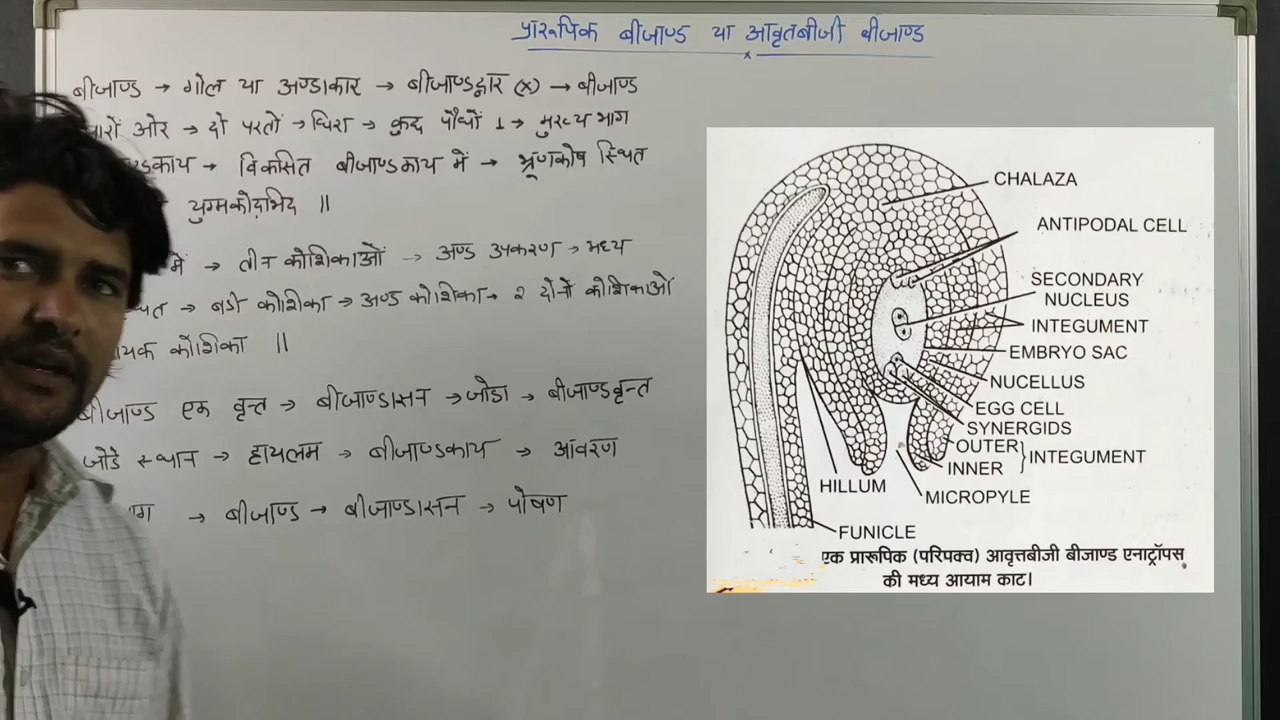 प्रारूपिक बीजाण्ड या आवृतबीजी बीजाण्ड
बीजाण्ड → गोल या अण्डाकार → बीजाण्डद्वार (x) → बीजाण्ड
चारों ओर → दो परतों → घिरा → कुछ पौधों 1 → मुख्य भाग
ण्डकाय → विकसित बीजाण्डकाय में → भ्रूणकोष स्थित
युग्मकोद्भिद ||
में → तीन कोशिकाओं → अण्ड उपकरण → मध्य
त → बडी कोशिका → अण्ड कोशिका → 2 दोनों कोशिकाओं
ायक कोशिका ||
बीजाण्ड एक वृन्त → बीजाण्डासन → जोडा → बीजाण्डवृन्त
जोडे स्थान → हायलम → बीजाण्डकाय → आवरण
ाग → बीजाण्ड → बीजाण्डासन → पोषण
CHALAZA
ANTIPODAL CELL
SECONDARY
NUCLEUS
INTEGUMENT
EMBRYO SAC
NUCELLUS
EGG CELL
SYNERGIDS
OUTER
INNER
INTEGUMENT
HILLUM
MICROPYLE
FUNICLE
एक प्रारूपिक (परिपक्व) आवृत्तबीजी बीजाण्ड एनाट्रॉपस
की मध्य आयाम काट।